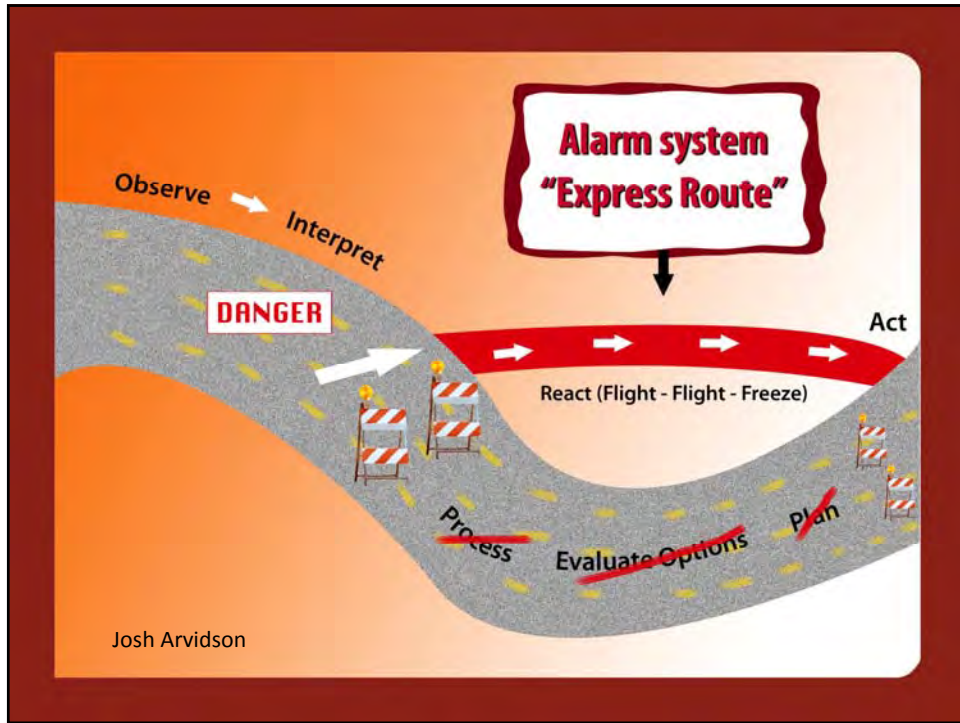 Alarm system
"Express Route"
Observe
Interpret
DANGER
Act
React (Flight - Flight - Freeze)
Process
Evaluate Options
Plan
Josh Arvidson